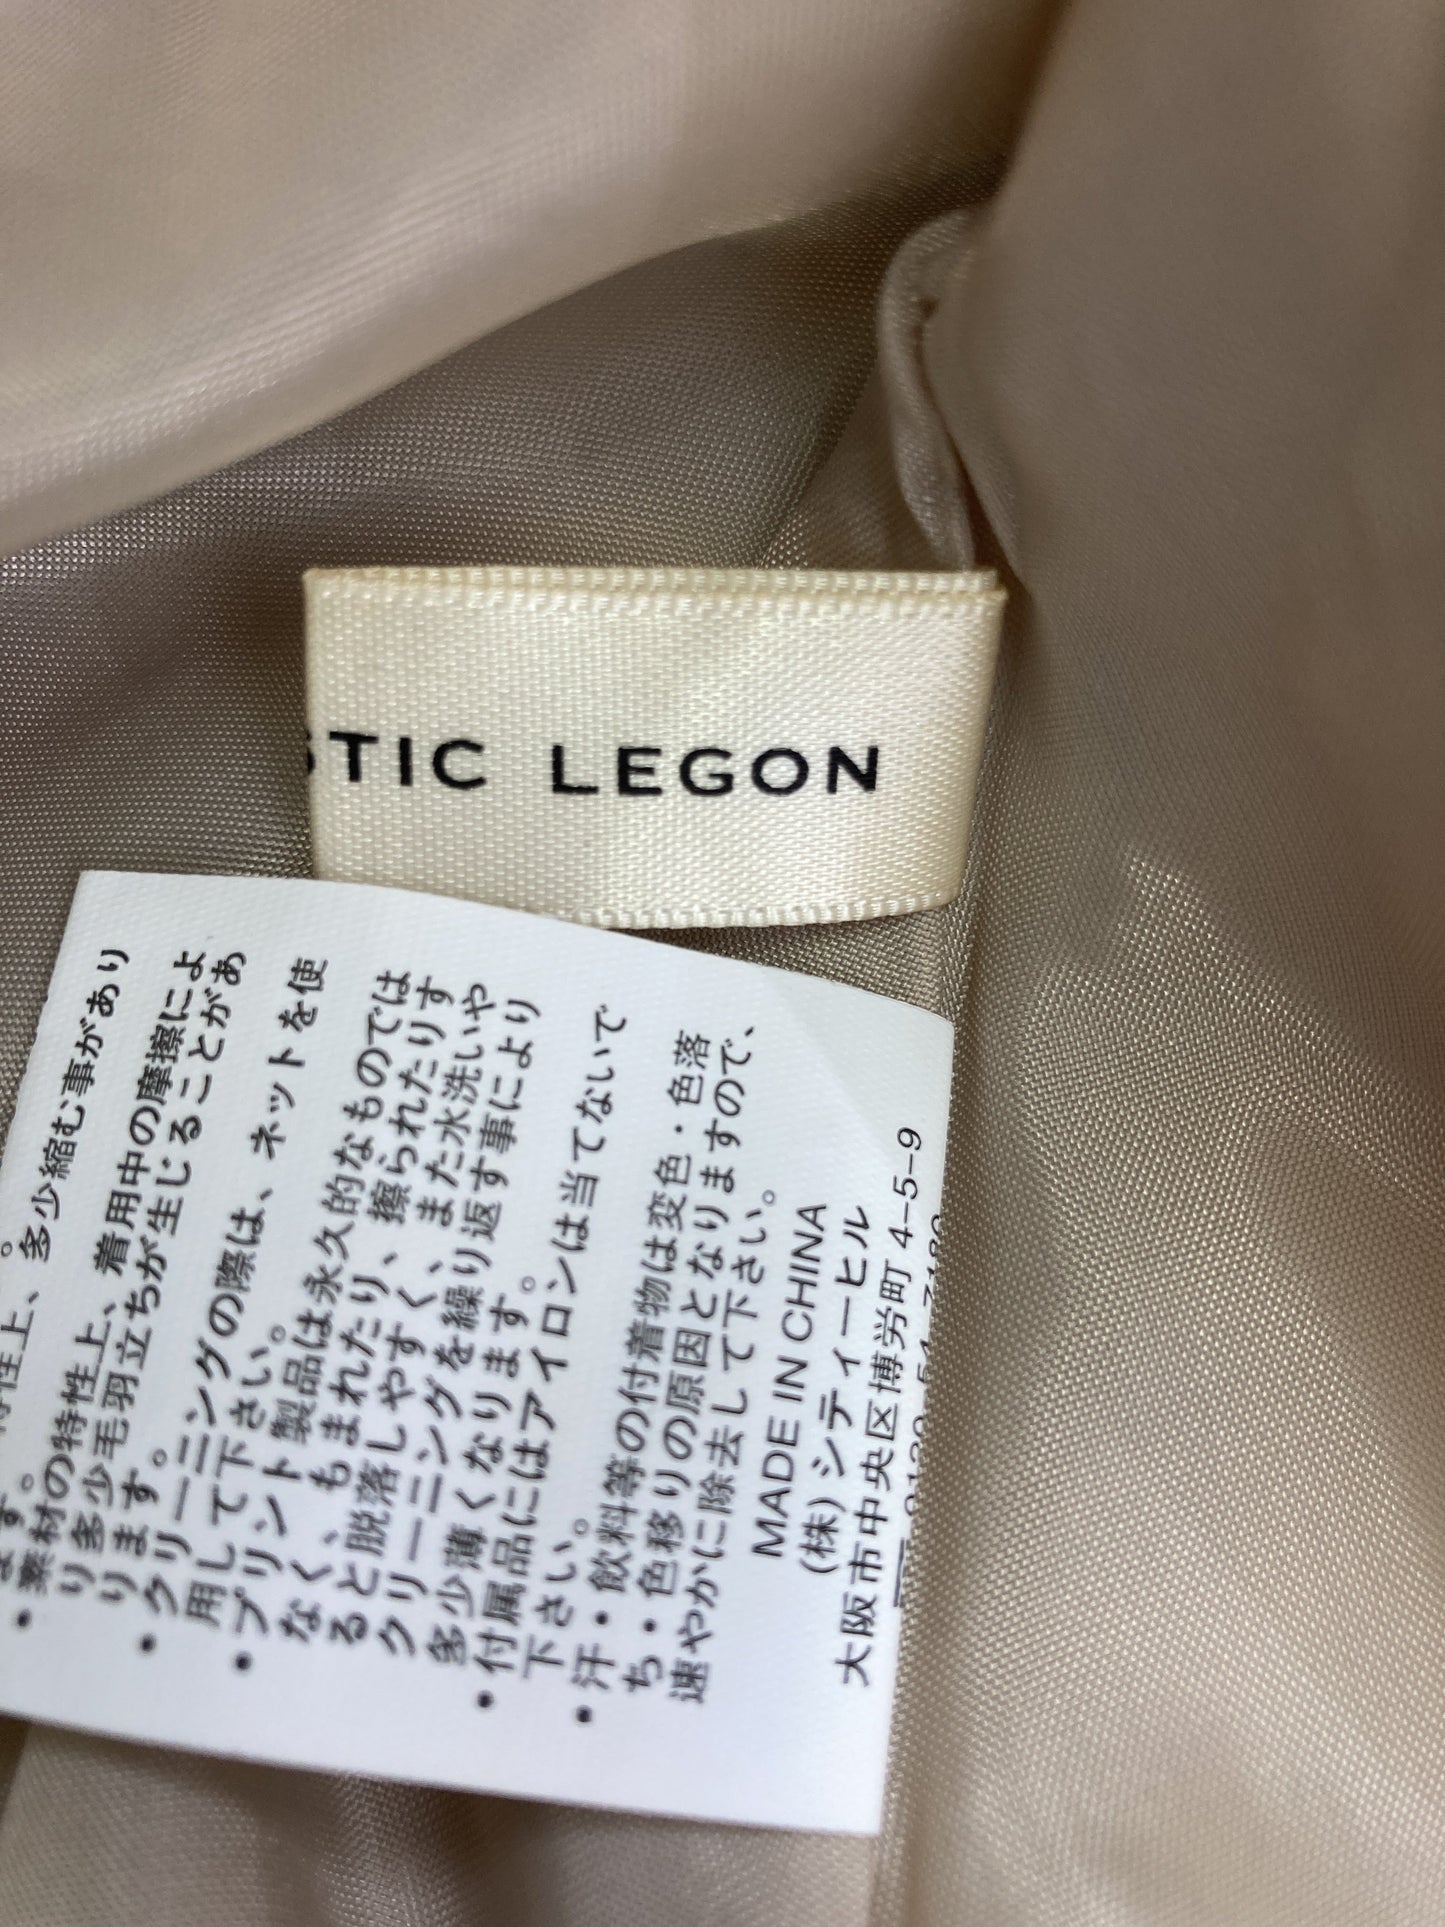 STIC LEGON
特性上、多少縮む事があり
ます。
・素材の特性上、着用中の摩擦によ
り多少毛羽立ちが生じることがあ
ります。
・クリーニングの際は、ネットを使
用して下さい。
・プリント製品は永久的なものでは
なく、もまれたり、擦られたりす
ると脱落しやすく、また水洗いや
クリーニングを繰り返す事により
多少薄くなります。
・付属品にはアイロンは当てないで
下さい。
・汗・飲料等の付着物は変色・色落
ち・色移りの原因となりますので、
速やかに除去して下さい。
MADE IN CHINA
(株)シティーヒル
大阪市中央区博労町4-5-9